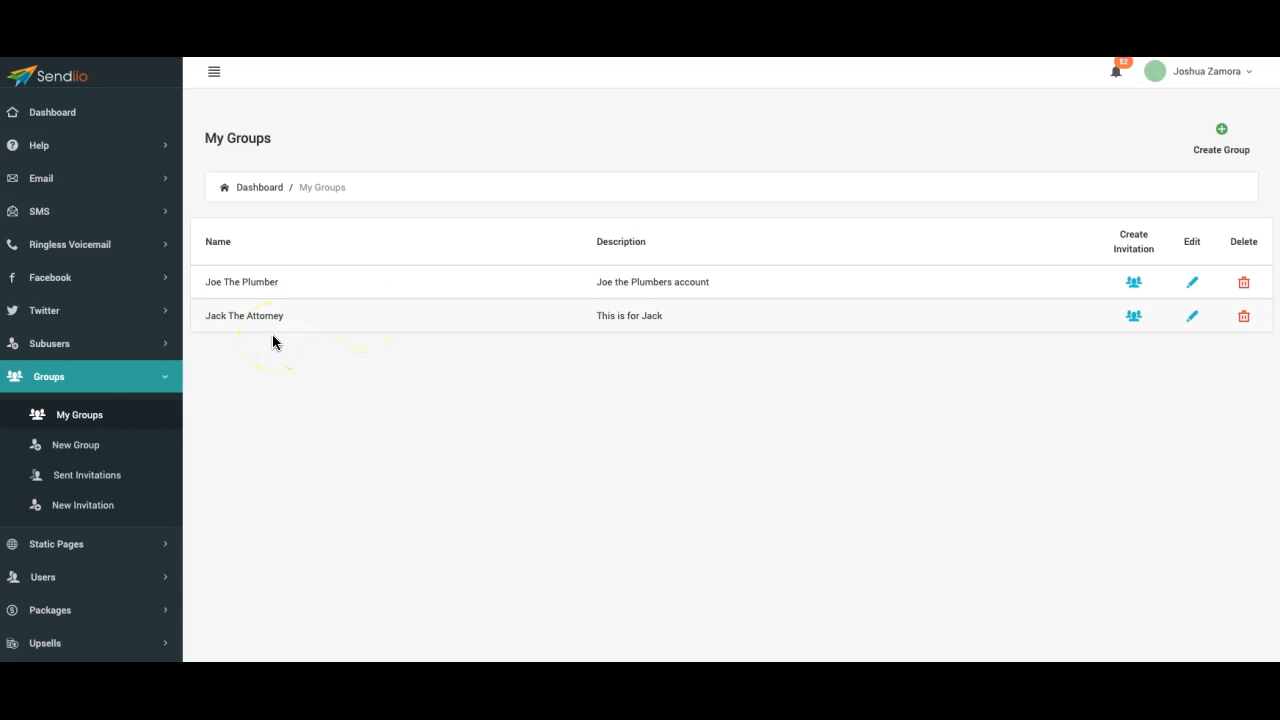 Sendiio
52
Joshua Zamora
Dashboard
Help
Email
SMS
Ringless Voicemail
Facebook
Twitter
Subusers
Groups
My Groups
New Group
Sent Invitations
New Invitation
Static Pages
Users
Packages
Upsells
My Groups
Create Group
Dashboard / My Groups
Name Description Create Invitation Edit Delete
Joe The Plumber Joe the Plumbers account
Jack The Attorney This is for Jack